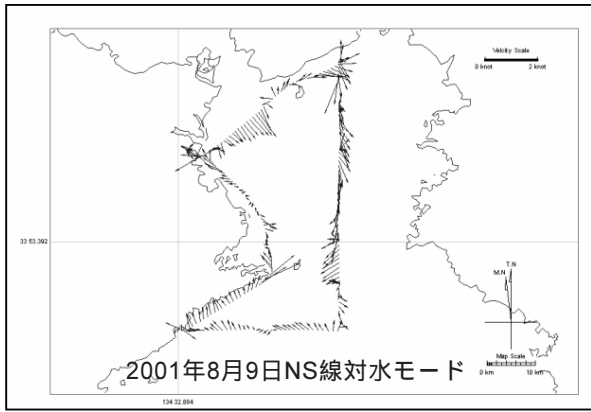 Velocity Scale
0 knot 2 knot
33 53.392
T.N
M.N
Map Scale
0 km 10 km
2001年8月9日NS線対水モード
134 32.894